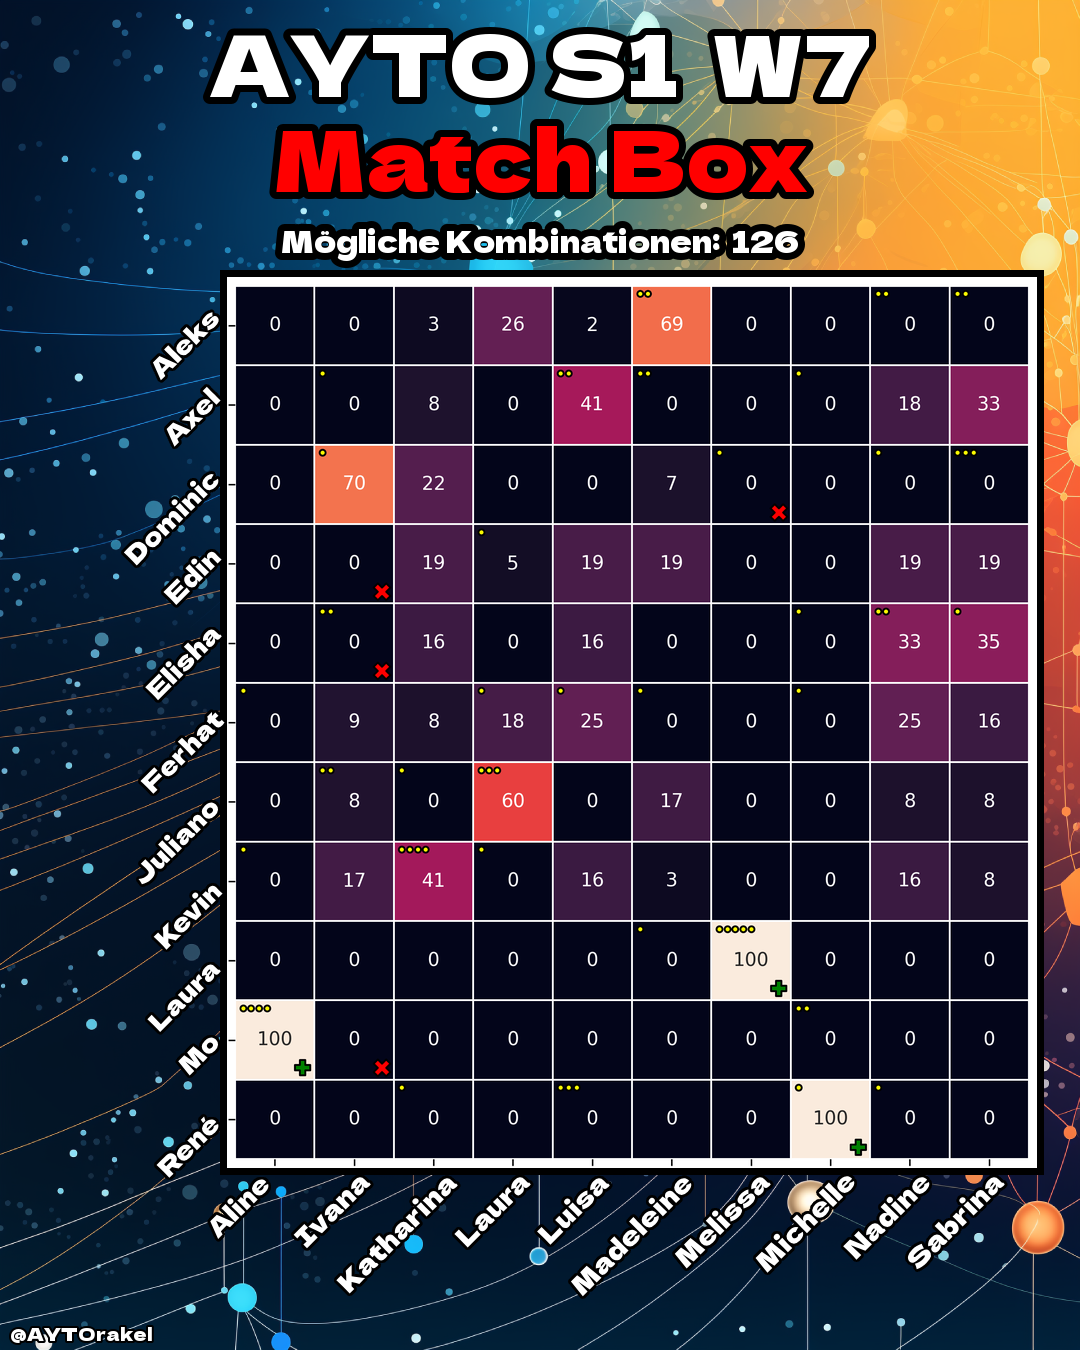 AYTO S1 W7
MatchBox
Mögliche Kombinationen: 126
Aleks 0 0 3 26 2 69 0 0 0 0
Axel 0 0 8 0 41 0 0 0 18 33
Dominic 0 70 22 0 0 7 0 0 0 0
Edin 0 0 19 5 19 19 0 0 19 19
Elisha 0 0 16 0 16 0 0 0 33 35
Ferhat 0 9 8 18 25 0 0 0 25 16
Juliano 0 8 0 60 0 17 0 0 8 8
Kevin 0 17 41 0 16 3 0 0 16 8
Laura 0 0 0 0 0 0 100 0 0 0
Mo 100 0 0 0 0 0 0 0 0 0
René 0 0 0 0 0 0 0 100 0 0
Aline Ivana Katharina Laura Luisa Madeleine Melissa Michelle Nadine Sabrina
@AYTOrakel